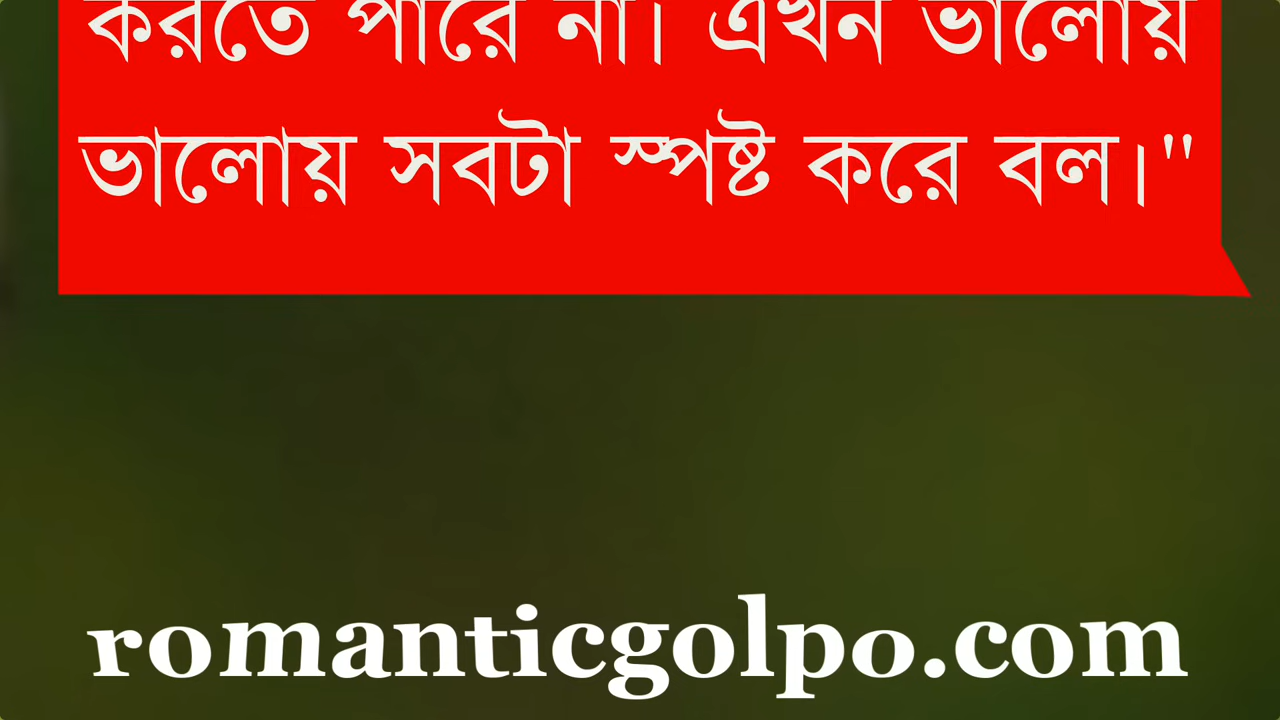 করতে পারে না। এখন ভালোয়
ভালোয় সবটা স্পষ্ট করে বল।"
romanticgolpo.com